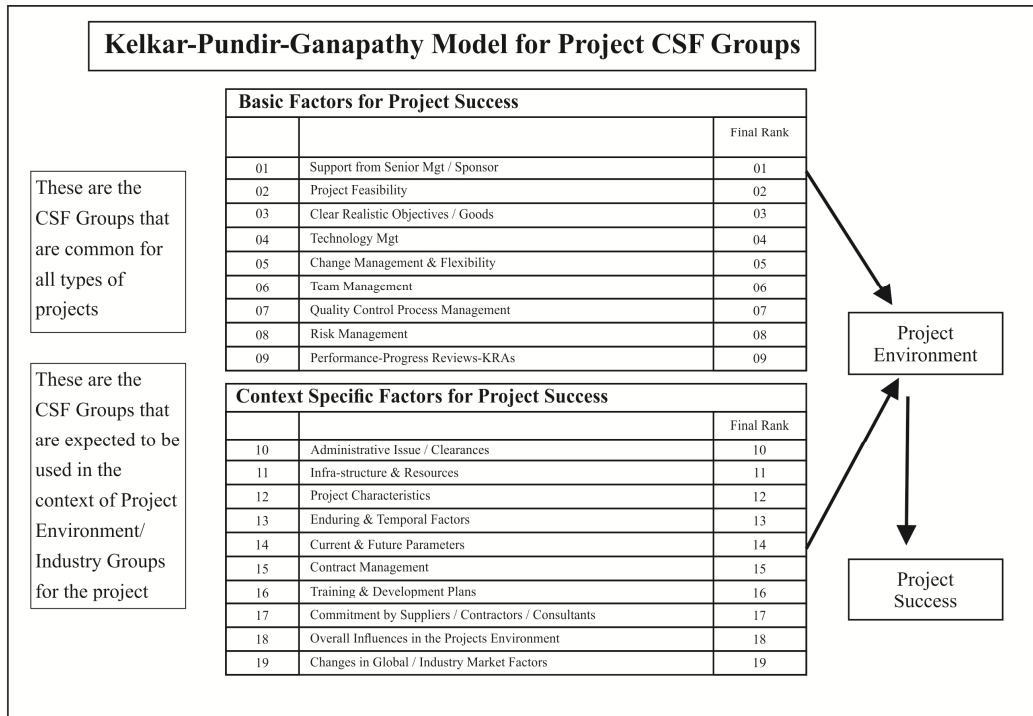 Kelkar-Pundir-Ganapathy Model for Project CSF Groups
Basic Factors for Project Success
Final Rank
01 Support from Senior Mgt / Sponsor 01
02 Project Feasibility 02
03 Clear Realistic Objectives / Goods 03
04 Technology Mgt 04
05 Change Management & Flexibility 05
06 Team Management 06
07 Quality Control Process Management 07
08 Risk Management 08
09 Performance-Progress Reviews-KRAs 09
These are the
CSF Groups that
are common for
all types of
projects
Context Specific Factors for Project Success
Final Rank
10 Administrative Issue / Clearances 10
11 Infra-structure & Resources 11
12 Project Characteristics 12
13 Enduring & Temporal Factors 13
14 Current & Future Parameters 14
15 Contract Management 15
16 Training & Development Plans 16
17 Commitment by Suppliers / Contractors / Consultants 17
18 Overall Influences in the Projects Environment 18
19 Changes in Global / Industry Market Factors 19
These are the
CSF Groups that
are expected to be
used in the
context of Project
Environment/
Industry Groups
for the project
Project
Environment
Project
Success